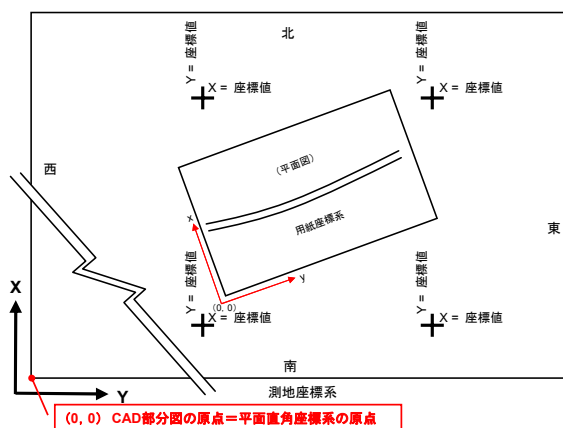 北
Y = 座標値
X = 座標値
Y = 座標値
X = 座標値
西
(平面図)
用紙座標系
東
x
y
(0, 0)
Y = 座標値
X = 座標値
Y = 座標値
X = 座標値
X
Y
南
測地座標系
(0, 0) CAD部分図の原点＝平面直角座標系の原点